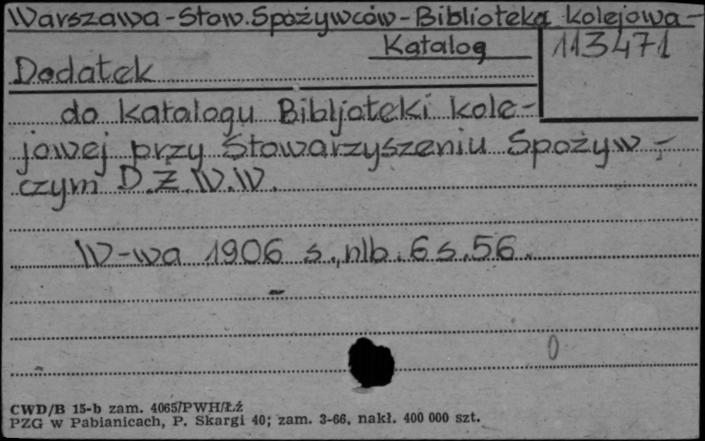 Warszawa-Stow.Spożywców-Biblioteka kolejowa-
Katalog 113471
Dodatek
do katalogu Bibljoteki kole-
jowej przy Stowarzyszeniu Spożyw-
czym D.Ż.W.W.
W-wa 1906 s.,nlb.6 s.56.
0
CWD/B 15-b zam. 4065/PWH/Łź
PZG w Pabianicach, P. Skargi 40; zam. 3-66, nakł. 400 000 szt.